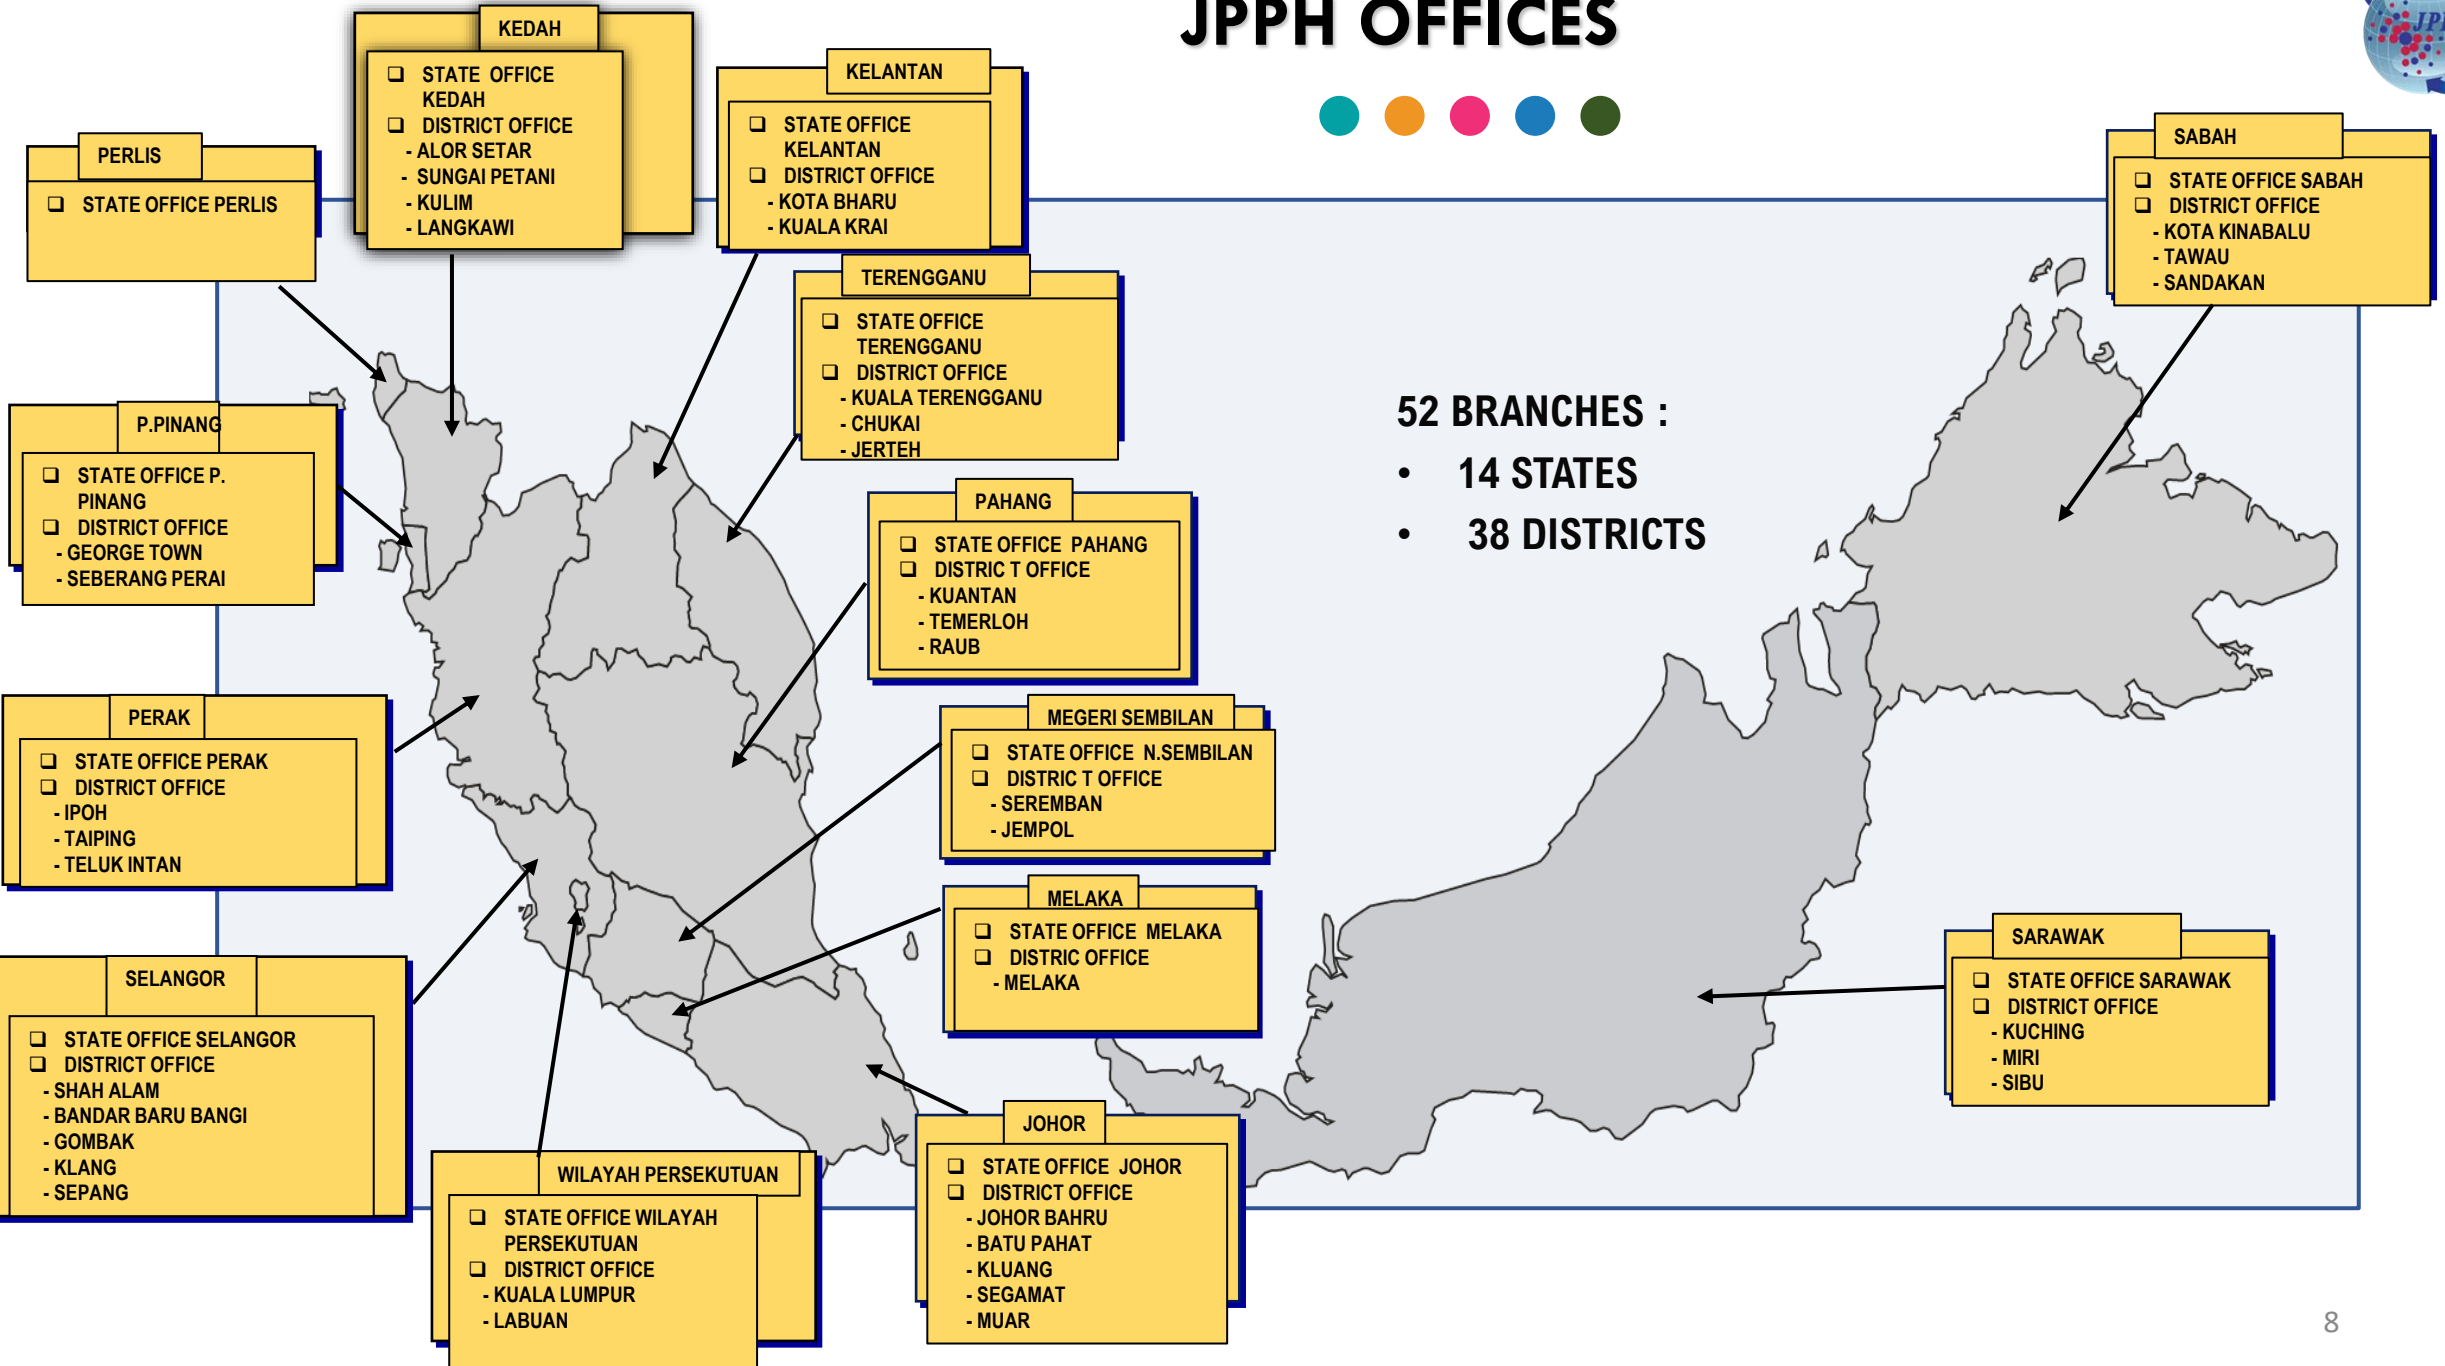 JPPH OFFICES
KEDAH
❑ STATE OFFICE
KEDAH
❑ DISTRICT OFFICE
- ALOR SETAR
- SUNGAI PETANI
- KULIM
- LANGKAWI
KELANTAN
❑ STATE OFFICE
KELANTAN
❑ DISTRICT OFFICE
- KOTA BHARU
- KUALA KRAI
PERLIS
❑ STATE OFFICE PERLIS
SABAH
❑ STATE OFFICE SABAH
❑ DISTRICT OFFICE
- KOTA KINABALU
- TAWAU
- SANDAKAN
TERENGGANU
❑ STATE OFFICE
TERENGGANU
❑ DISTRICT OFFICE
- KUALA TERENGGANU
- CHUKAI
- JERTEH
P.PINANG
❑ STATE OFFICE P.
PINANG
❑ DISTRICT OFFICE
- GEORGE TOWN
- SEBERANG PERAI
52 BRANCHES :
• 14 STATES
• 38 DISTRICTS
PAHANG
❑ STATE OFFICE PAHANG
❑ DISTRIC T OFFICE
- KUANTAN
- TEMERLOH
- RAUB
PERAK
❑ STATE OFFICE PERAK
❑ DISTRICT OFFICE
- IPOH
- TAIPING
- TELUK INTAN
MEGERI SEMBILAN
❑ STATE OFFICE N.SEMBILAN
❑ DISTRIC T OFFICE
- SEREMBAN
- JEMPOL
MELAKA
❑ STATE OFFICE MELAKA
❑ DISTRIC OFFICE
- MELAKA
SARAWAK
❑ STATE OFFICE SARAWAK
❑ DISTRICT OFFICE
- KUCHING
- MIRI
- SIBU
SELANGOR
❑ STATE OFFICE SELANGOR
❑ DISTRICT OFFICE
- SHAH ALAM
- BANDAR BARU BANGI
- GOMBAK
- KLANG
- SEPANG
WILAYAH PERSEKUTUAN
❑ STATE OFFICE WILAYAH
PERSEKUTUAN
❑ DISTRICT OFFICE
- KUALA LUMPUR
- LABUAN
JOHOR
❑ STATE OFFICE JOHOR
❑ DISTRICT OFFICE
- JOHOR BAHRU
- BATU PAHAT
- KLUANG
- SEGAMAT
- MUAR
8